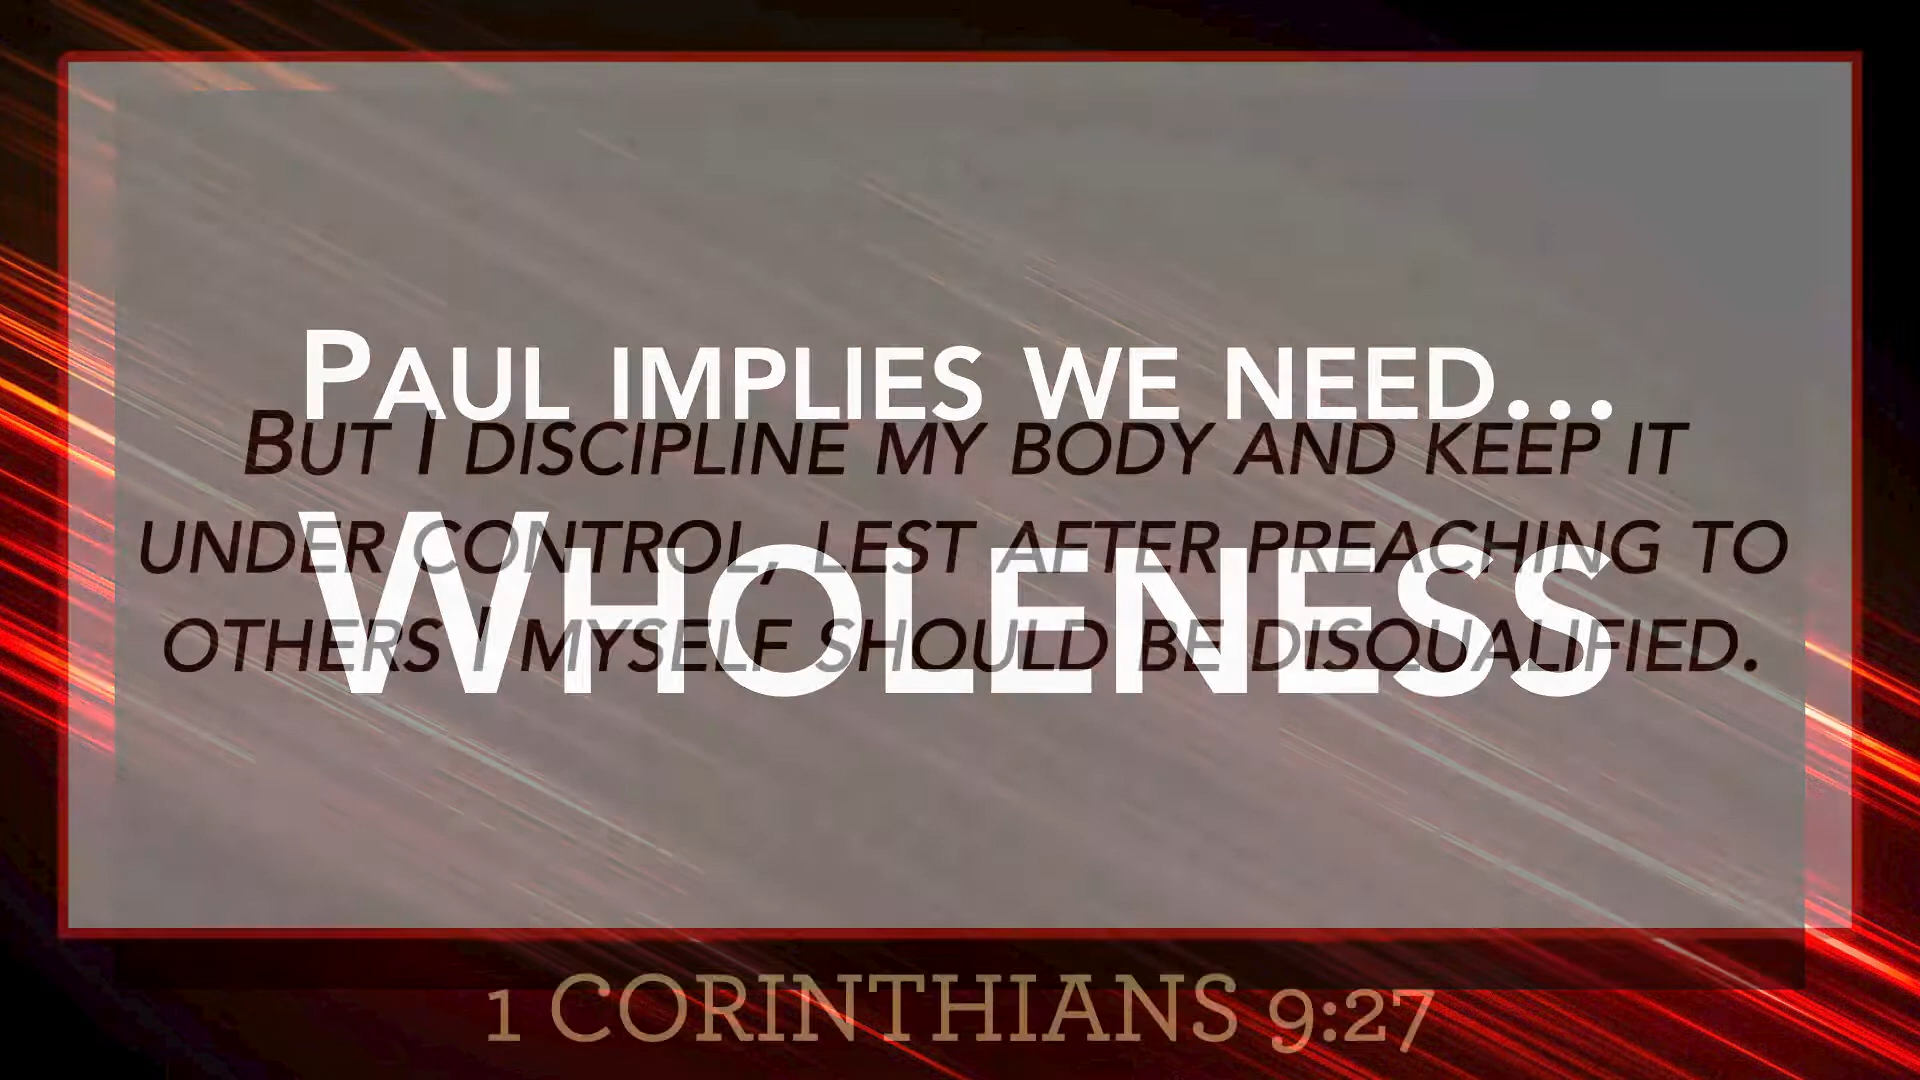 Paul implies we need...
But I discipline my body and keep it
under control, lest after preaching to
Wholeness
others I myself should be disqualified.
1 CORINTHIANS 9:27